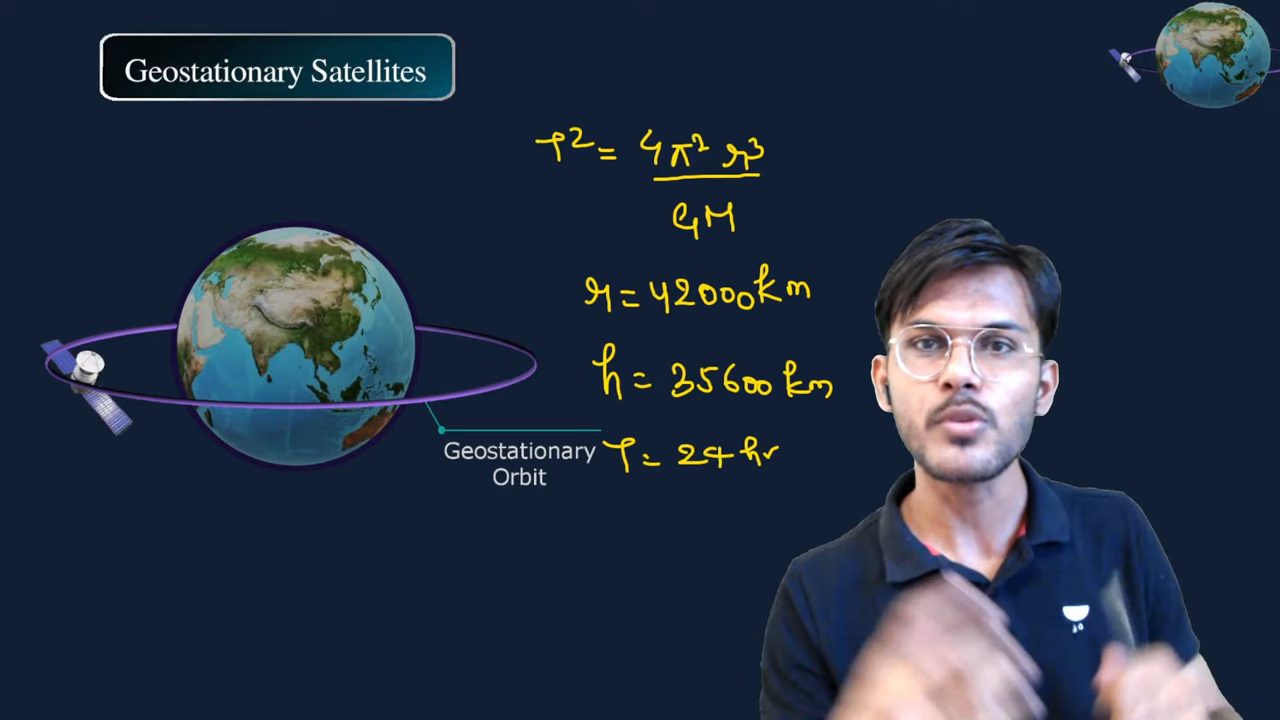 Geostationary Satellites
T² = 4π² r³
GM
r = 42000 km
h = 35600 km
Geostationary
Orbit
T = 24 hr